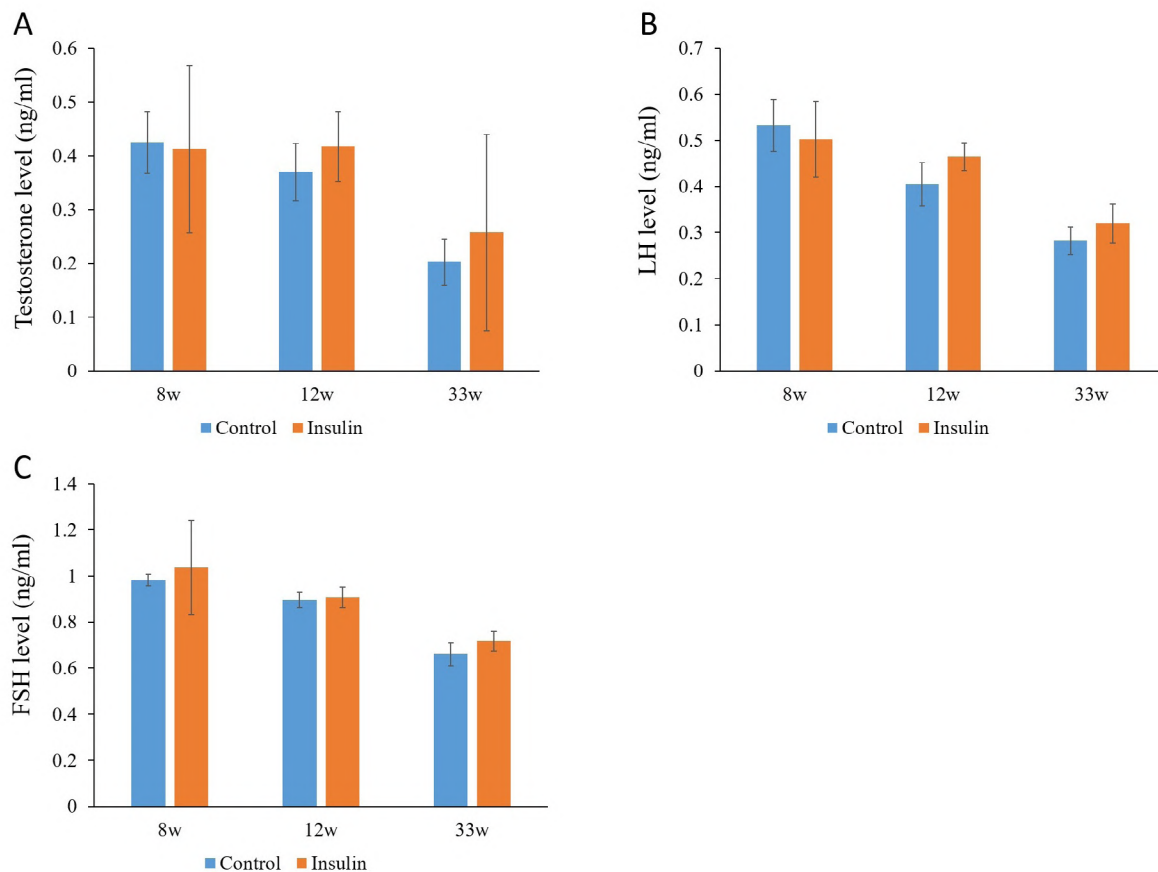 A
Testosterone level (ng/ml)
0.6
0.5
0.4
0.3
0.2
0.1
0
8w 12w 33w
Control Insulin
B
LH level (ng/ml)
0.7
0.6
0.5
0.4
0.3
0.2
0.1
0
8w 12w 33w
Control Insulin
C
FSH level (ng/ml)
1.4
1.2
1
0.8
0.6
0.4
0.2
0
8w 12w 33w
Control Insulin